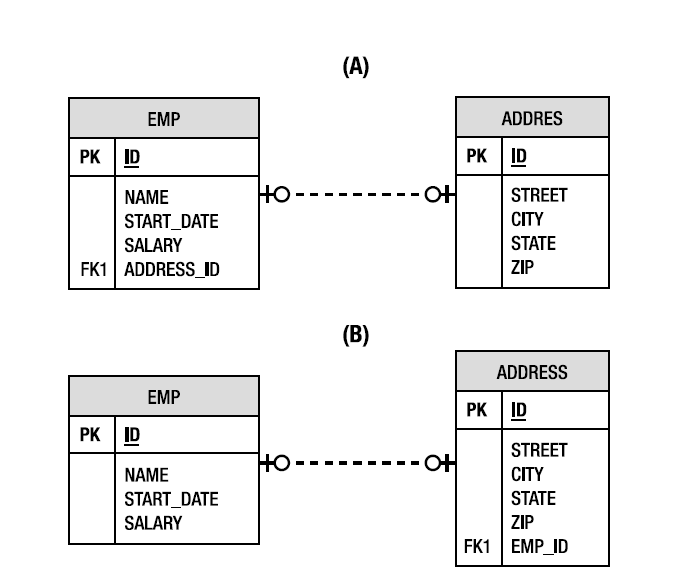 (A)
EMP
PK ID
NAME
START_DATE
SALARY
FK1 ADDRESS_ID
ADDRES
PK ID
STREET
CITY
STATE
ZIP
(B)
EMP
PK ID
NAME
START_DATE
SALARY
ADDRESS
PK ID
STREET
CITY
STATE
ZIP
FK1 EMP_ID